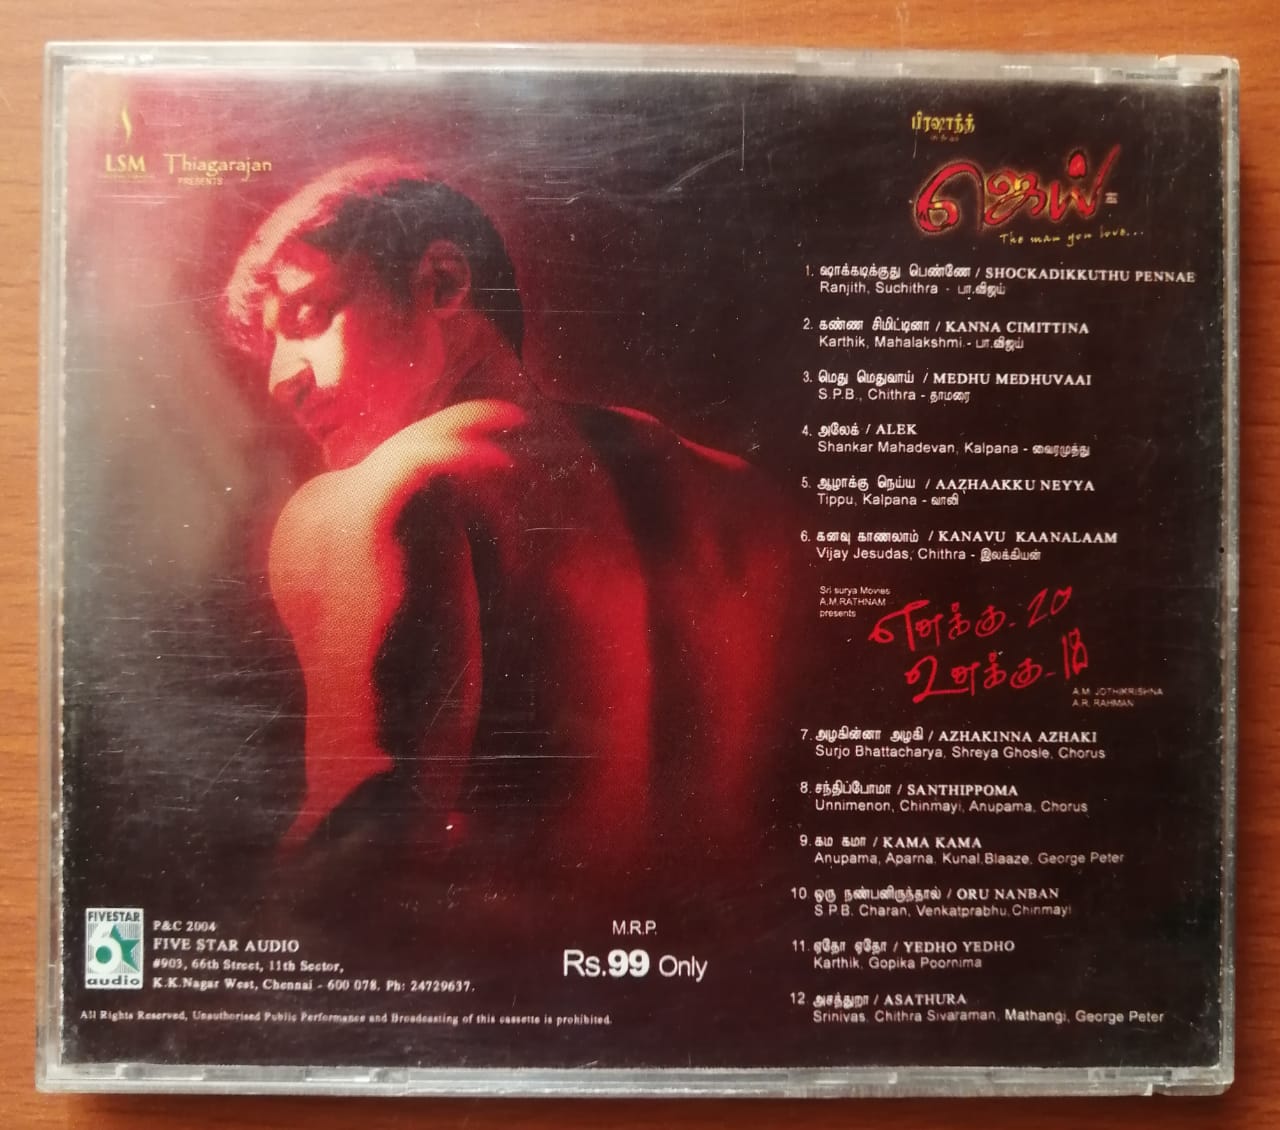 LSM
Thiagarajan
PRESENTS
பிரஷாந்த்
ஜெய்
The man you love...
1. ஷாக்கடிக்குது பெண்ணே / SHOCKADIKKUTHU PENNAE
Ranjith, Suchithra - பா.விஜய்
2. கண்ண சிமிட்டினா / KANNA CIMITTINA
Karthik, Mahalakshmi - பா.விஜய்
3. மெது மெதுவாய் / MEDHU MEDHUVAAI
S.P.B., Chithra - தாமரை
4. அலேக் / ALEK
Shankar Mahadevan, Kalpana - வைரமுத்து
5. ஆழாக்கு நெய்ய / AAZHAAKKU NEYYA
Tippu, Kalpana - வாலி
6. கனவு காணலாம் / KANAVU KAANALAAM
Vijay Jesudas, Chithra - இலக்கியன்
Sri surya Movies
A.M.RATHNAM
presents
எனக்கு-20
உனக்கு-18
A.M. JOTHIKRISHNA
A.R. RAHMAN
7. அழகின்னா அழகி / AZHAKINNA AZHAKI
Surjo Bhattacharya, Shreya Ghosle, Chorus
8. சந்திப்போமா / SANTHIPPOMA
Unnimenon, Chinmayi, Anupama, Chorus
9. கம கமா / KAMA KAMA
Anupama, Aparna, Kunal,Blaaze, George Peter
10. ஒரு நண்பனிருந்தால் / ORU NANBAN
S.P.B. Charan, Venkatprabhu,Chinmayi
11. ஏதோ ஏதோ / YEDHO YEDHO
Karthik, Gopika Poornima
12. அசத்துறா / ASATHURA
Srinivas, Chithra Sivaraman, Mathangi, George Peter
FIVESTAR
audio
P&C 2004
FIVE STAR AUDIO
#903, 66th Street, 11th Sector,
K.K.Nagar West, Chennai - 600 078. Ph: 24729637.
M.R.P.
Rs.99 Only
All Rights Reserved, Unauthorised Public Performance and Broadcasting of this cassette is prohibited.